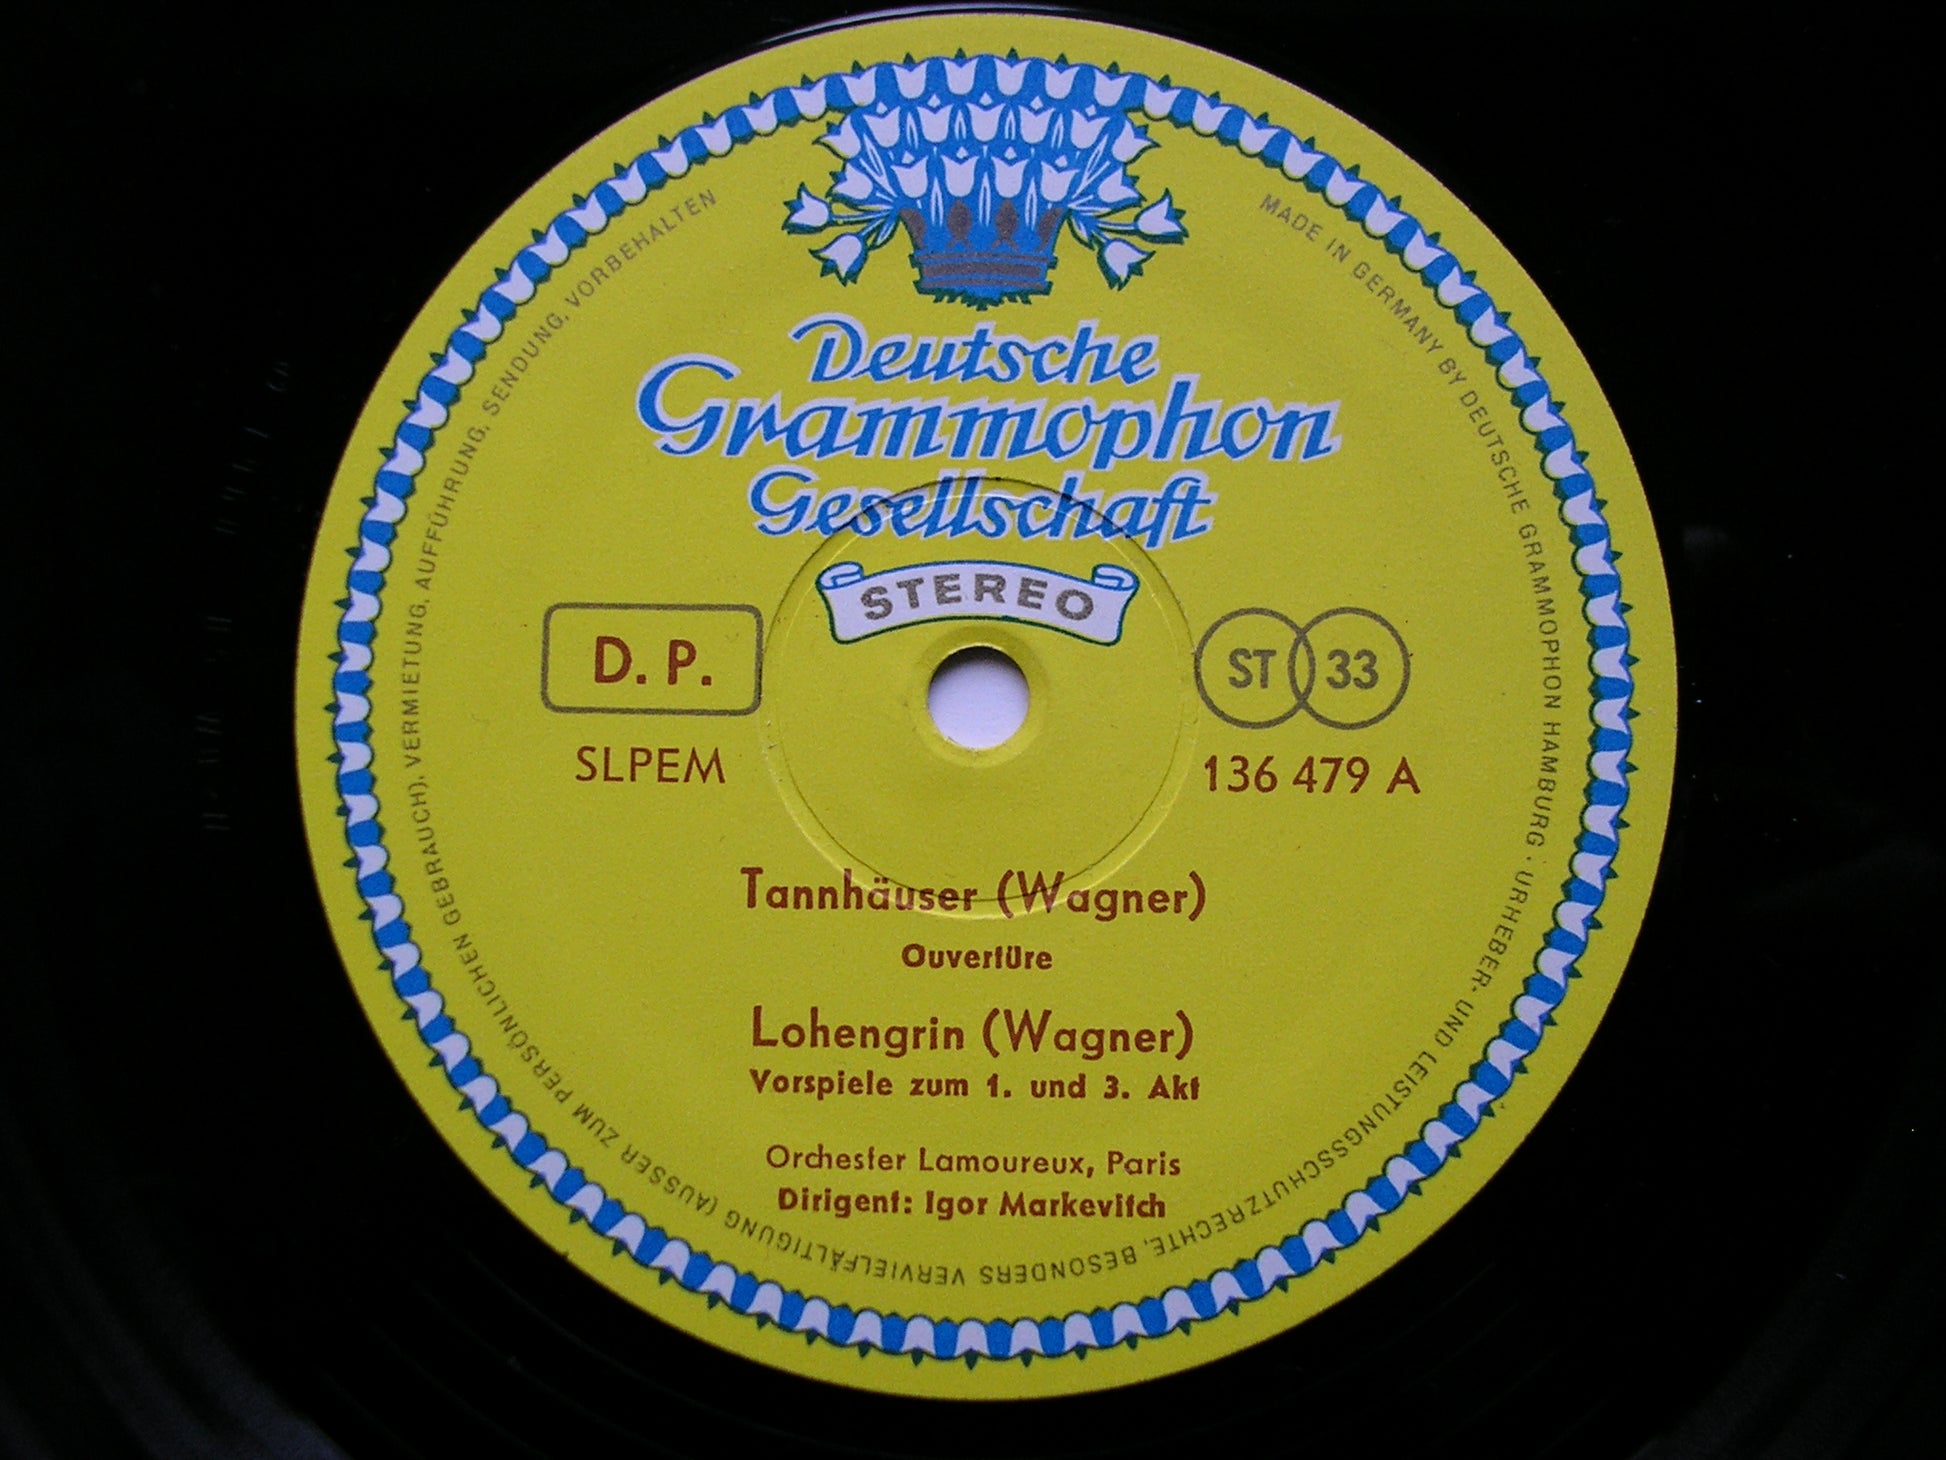 Deutsche
Grammophon
Gesellschaft
STEREO
D. P.
ST 33
SLPEM
136 479 A
Tannhäuser (Wagner)
Ouvertüre
Lohengrin (Wagner)
Vorspiele zum 1. und 3. Akt
Orchester Lamoureux, Paris
Dirigent: Igor Markevitch
MADE IN GERMANY BY DEUTSCHE GRAMMOPHON HAMBURG · URHEBER- UND LEISTUNGSSCHUTZRECHTE, BESONDERS VERVIELFÄLTIGUNG (AUSSER ZUM PERSÖNLICHEN GEBRAUCH), VERMIETUNG, AUFFÜHRUNG, SENDUNG, VORBEHALTEN